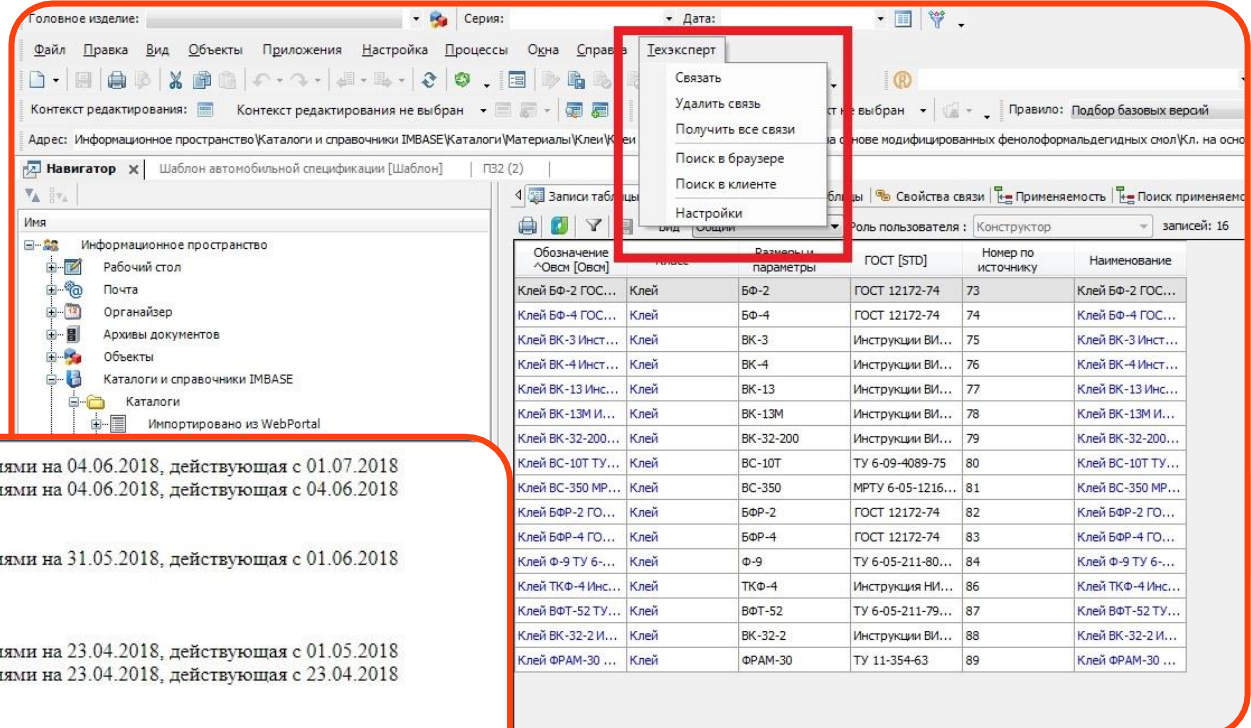 Головное изделие: Серия: Дата:
Файл Правка Вид Объекты Приложения Настройка Процессы Окна Справка Техэксперт
Связать
Удалить связь
Получить все связи
Поиск в браузере
Поиск в клиенте
Настройки
Контекст редактирования: Контекст редактирования не выбран не выбран Правило: Подбор базовых версий
Адрес: Информационное пространство\Каталоги и справочники IMBASE\Каталоги\Материалы\Клеи\К на основе модифицированных фенолоформальдегидных смол\Кл. на осно
Навигатор x Шаблон автомобильной спецификации [Шаблон] ПЗ2 (2)
Записи табли Свойства связи Применяемость Поиск применяемо
Вид Общий Роль пользователя : Конструктор записей: 16
Имя
Информационное пространство
Рабочий стол
Почта
Органайзер
Архивы документов
Объекты
Каталоги и справочники IMBASE
Каталоги
Импортировано из WebPortal
Обозначение ^Овсн [Овсн] Класс Размеры и параметры ГОСТ [STD] Номер по источнику Наименование
Клей БФ-2 ГОС... Клей БФ-2 ГОСТ 12172-74 73 Клей БФ-2 ГОС...
Клей БФ-4 ГОС... Клей БФ-4 ГОСТ 12172-74 74 Клей БФ-4 ГОС...
Клей ВК-3 Инст... Клей ВК-3 Инструкции ВИ... 75 Клей ВК-3 Инст...
Клей ВК-4 Инст... Клей ВК-4 Инструкции ВИ... 76 Клей ВК-4 Инст...
Клей ВК-13 Инс... Клей ВК-13 Инструкции ВИ... 77 Клей ВК-13 Инс...
Клей ВК-13М И... Клей ВК-13М Инструкции ВИ... 78 Клей ВК-13М И...
Клей ВК-32-200... Клей ВК-32-200 Инструкции ВИ... 79 Клей ВК-32-200...
Клей ВС-10Т ТУ... Клей ВС-10Т ТУ 6-09-4089-75 80 Клей ВС-10Т ТУ...
Клей ВС-350 МР... Клей ВС-350 МРТУ 6-05-1216... 81 Клей ВС-350 МР...
Клей БФР-2 ГО... Клей БФР-2 ГОСТ 12172-74 82 Клей БФР-2 ГО...
Клей БФР-4 ГО... Клей БФР-4 ГОСТ 12172-74 83 Клей БФР-4 ГО...
Клей Ф-9 ТУ 6-... Клей Ф-9 ТУ 6-05-211-80... 84 Клей Ф-9 ТУ 6-...
Клей ТКФ-4 Инс... Клей ТКФ-4 Инструкция НИ... 86 Клей ТКФ-4 Инс...
Клей ВФТ-52 ТУ... Клей ВФТ-52 ТУ 6-05-211-79... 87 Клей ВФТ-52 ТУ...
Клей ВК-32-2 И... Клей ВК-32-2 Инструкции ВИ... 88 Клей ВК-32-2 И...
Клей ФРАМ-30 ... Клей ФРАМ-30 ТУ 11-354-63 89 Клей ФРАМ-30 ...
иями на 04.06.2018, действующая с 01.07.2018
иями на 04.06.2018, действующая с 04.06.2018
иями на 31.05.2018, действующая с 01.06.2018
иями на 23.04.2018, действующая с 01.05.2018
иями на 23.04.2018, действующая с 23.04.2018